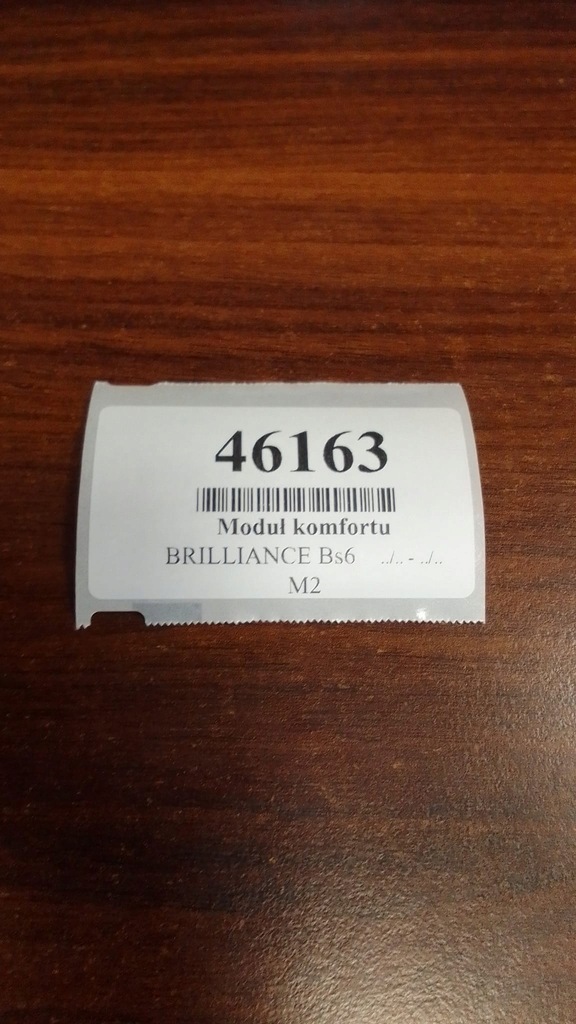 46163
Moduł komfortu
BRILLIANCE Bs6 ../.. - ../..
M2